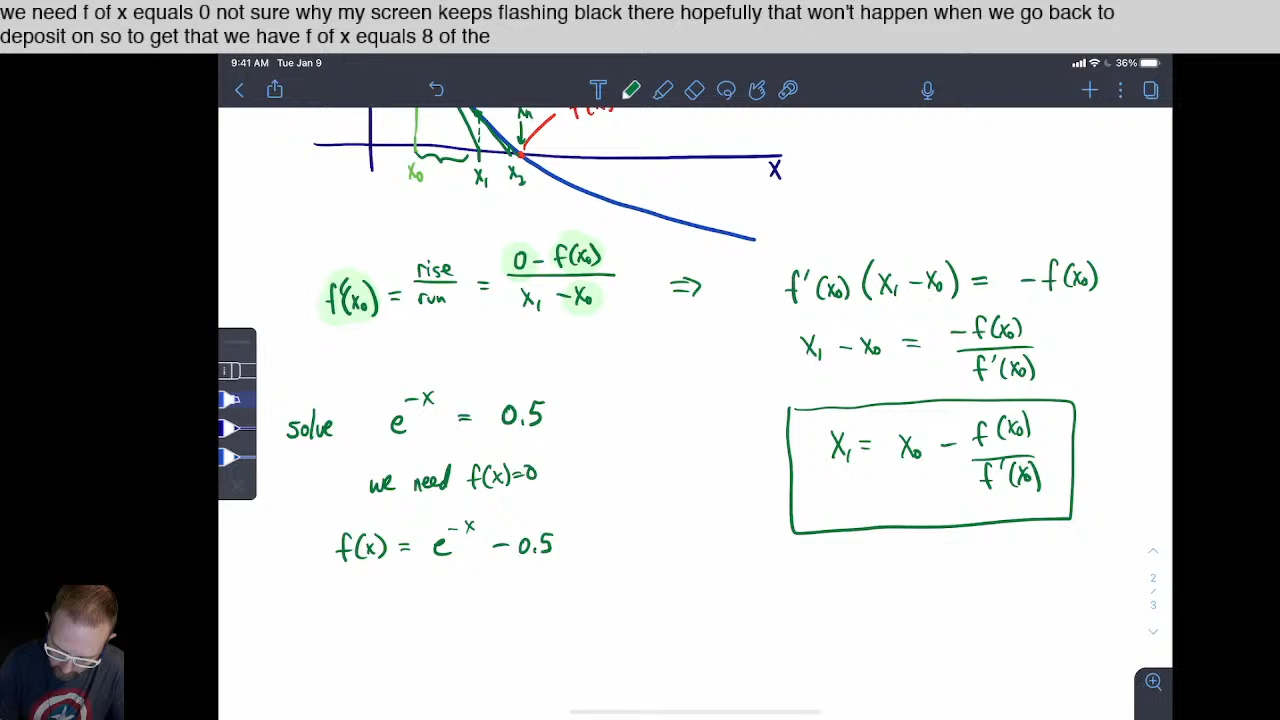 we need f of x equals 0 not sure why my screen keeps flashing black there hopefully that won't happen when we go back to
deposit on so to get that we have f of x equals 8 of the
9:41 AM Tue Jan 9
36%
x₀ x₁ x₂ xₙ
X
f'(x₀) = rise/run = (0 - f(x₀))/(x₁ - x₀) ⇒ f'(x₀) (x₁ - x₀) = -f(x₀)
x₁ - x₀ = -f(x₀)/f'(x₀)
solve e^(-x) = 0.5
x₁ = x₀ - f(x₀)/f'(x₀)
we need f(x)=0
f(x) = e^(-x) - 0.5
2
/
3